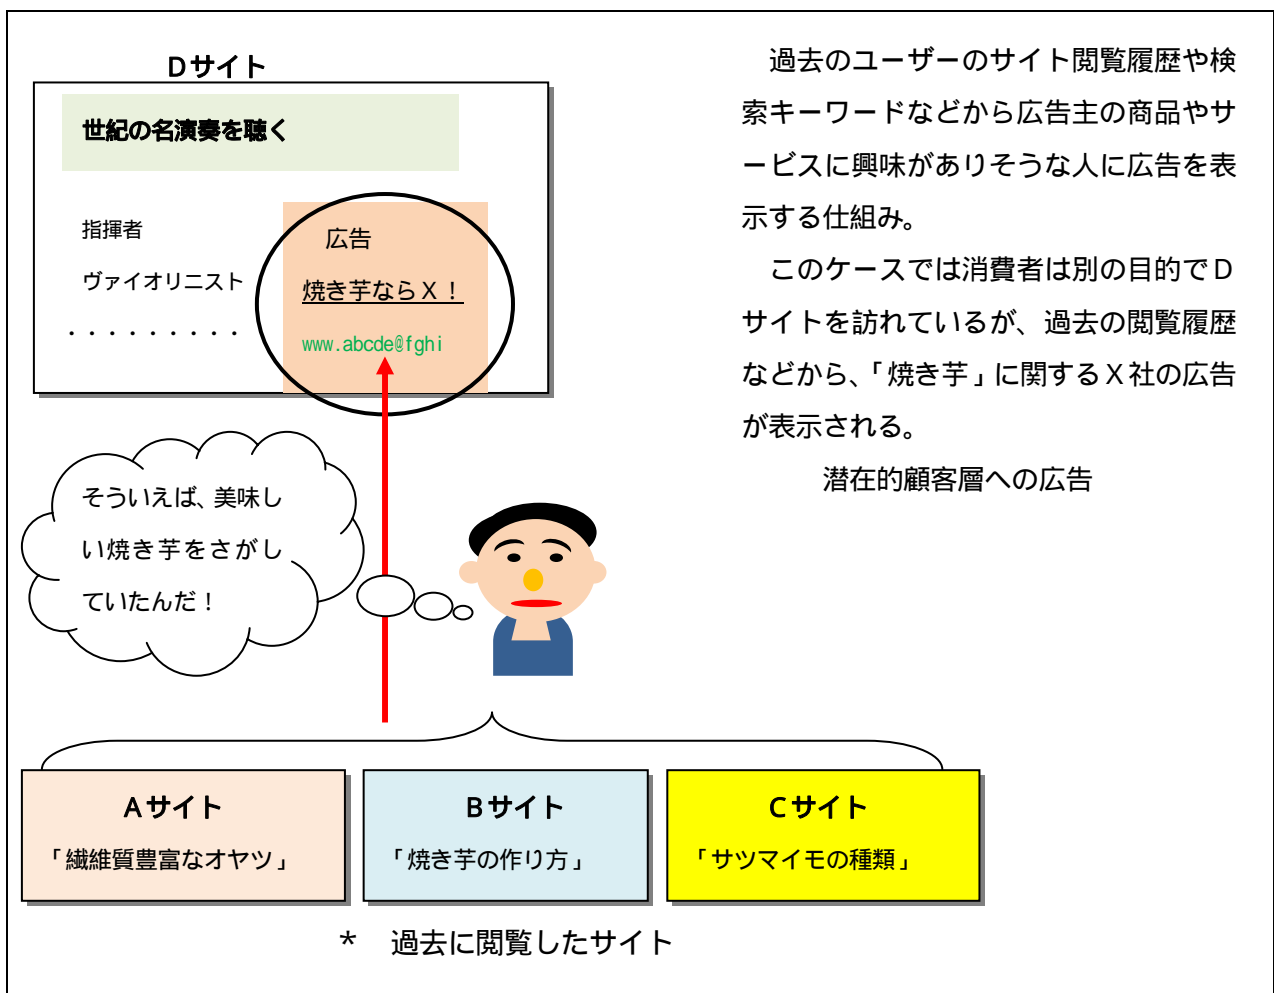 Dサイト
世紀の名演奏を聴く
指揮者
ヴァイオリニスト
・・・・・・・・・
広告
焼き芋ならX！
www.abcde@fghi
過去のユーザーのサイト閲覧履歴や検
索キーワードなどから広告主の商品やサ
ービスに興味がありそうな人に広告を表
示する仕組み。
このケースでは消費者は別の目的でD
サイトを訪れているが、過去の閲覧履歴
などから、「焼き芋」に関するX社の広告
が表示される。
潜在的顧客層への広告
そういえば、美味し
い焼き芋をさがし
ていたんだ！
Aサイト
「繊維質豊富なオヤツ」
Bサイト
「焼き芋の作り方」
Cサイト
「サツマイモの種類」
*　過去に閲覧したサイト